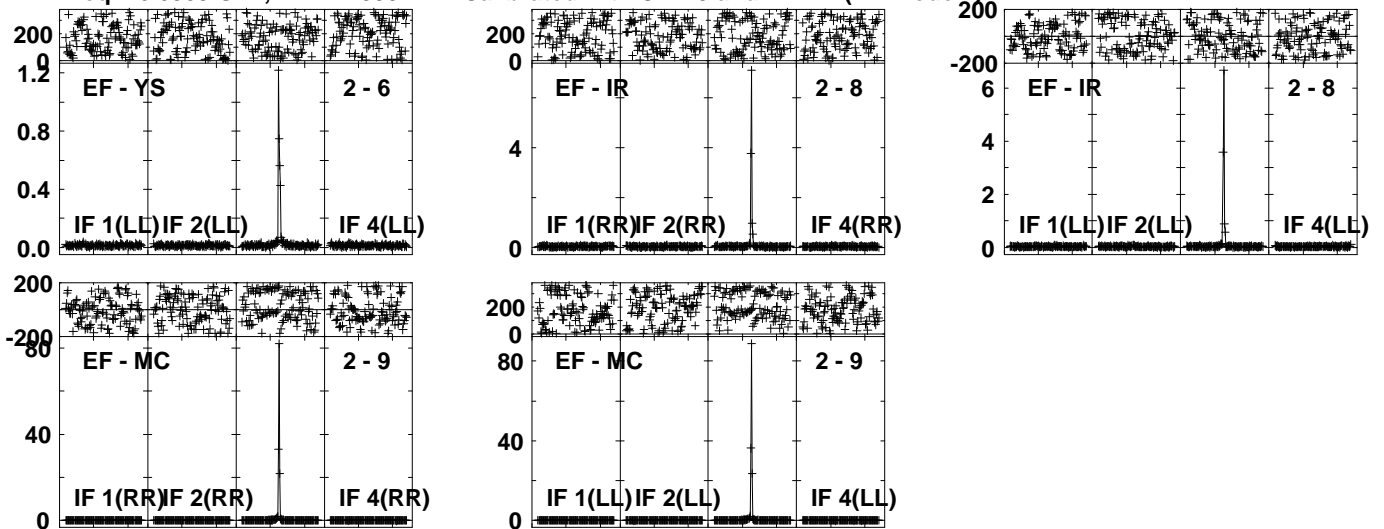 200 200 200
0 0 -200
1.2 EF - YS 2 - 6 EF - IR 2 - 8 6 EF - IR 2 - 8
0.8 4 4
0.4 2
IF 1(LL) IF 2(LL) IF 4(LL) IF 1(RR) IF 2(RR) IF 4(RR) IF 1(LL) IF 2(LL) IF 4(LL)
0.0 0 0
200 200
-200 0
80 EF - MC 2 - 9 80 EF - MC 2 - 9
40 40
IF 1(RR) IF 2(RR) IF 4(RR) IF 1(LL) IF 2(LL) IF 4(LL)
0 0